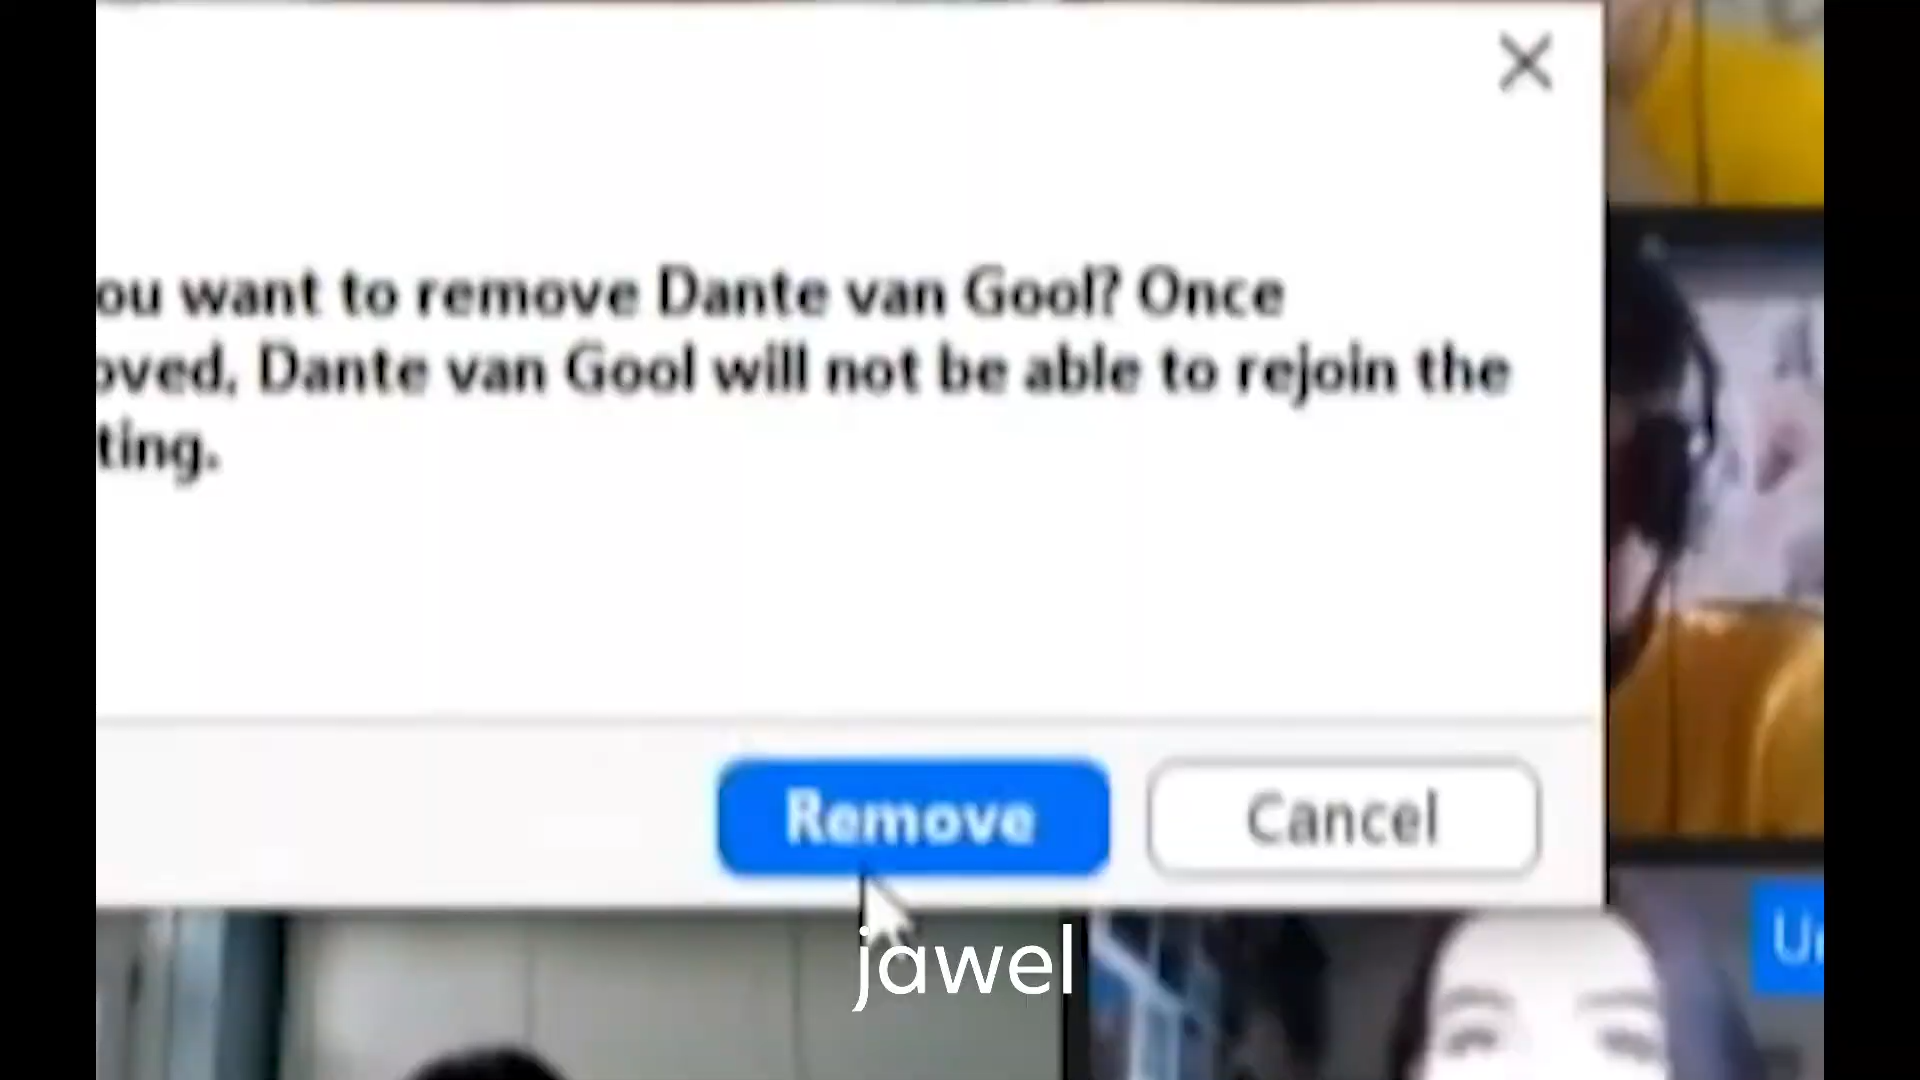 ou want to remove Dante van Gool? Once
oved, Dante van Gool will not be able to rejoin the
ting.
Remove
Cancel
Un
jawel